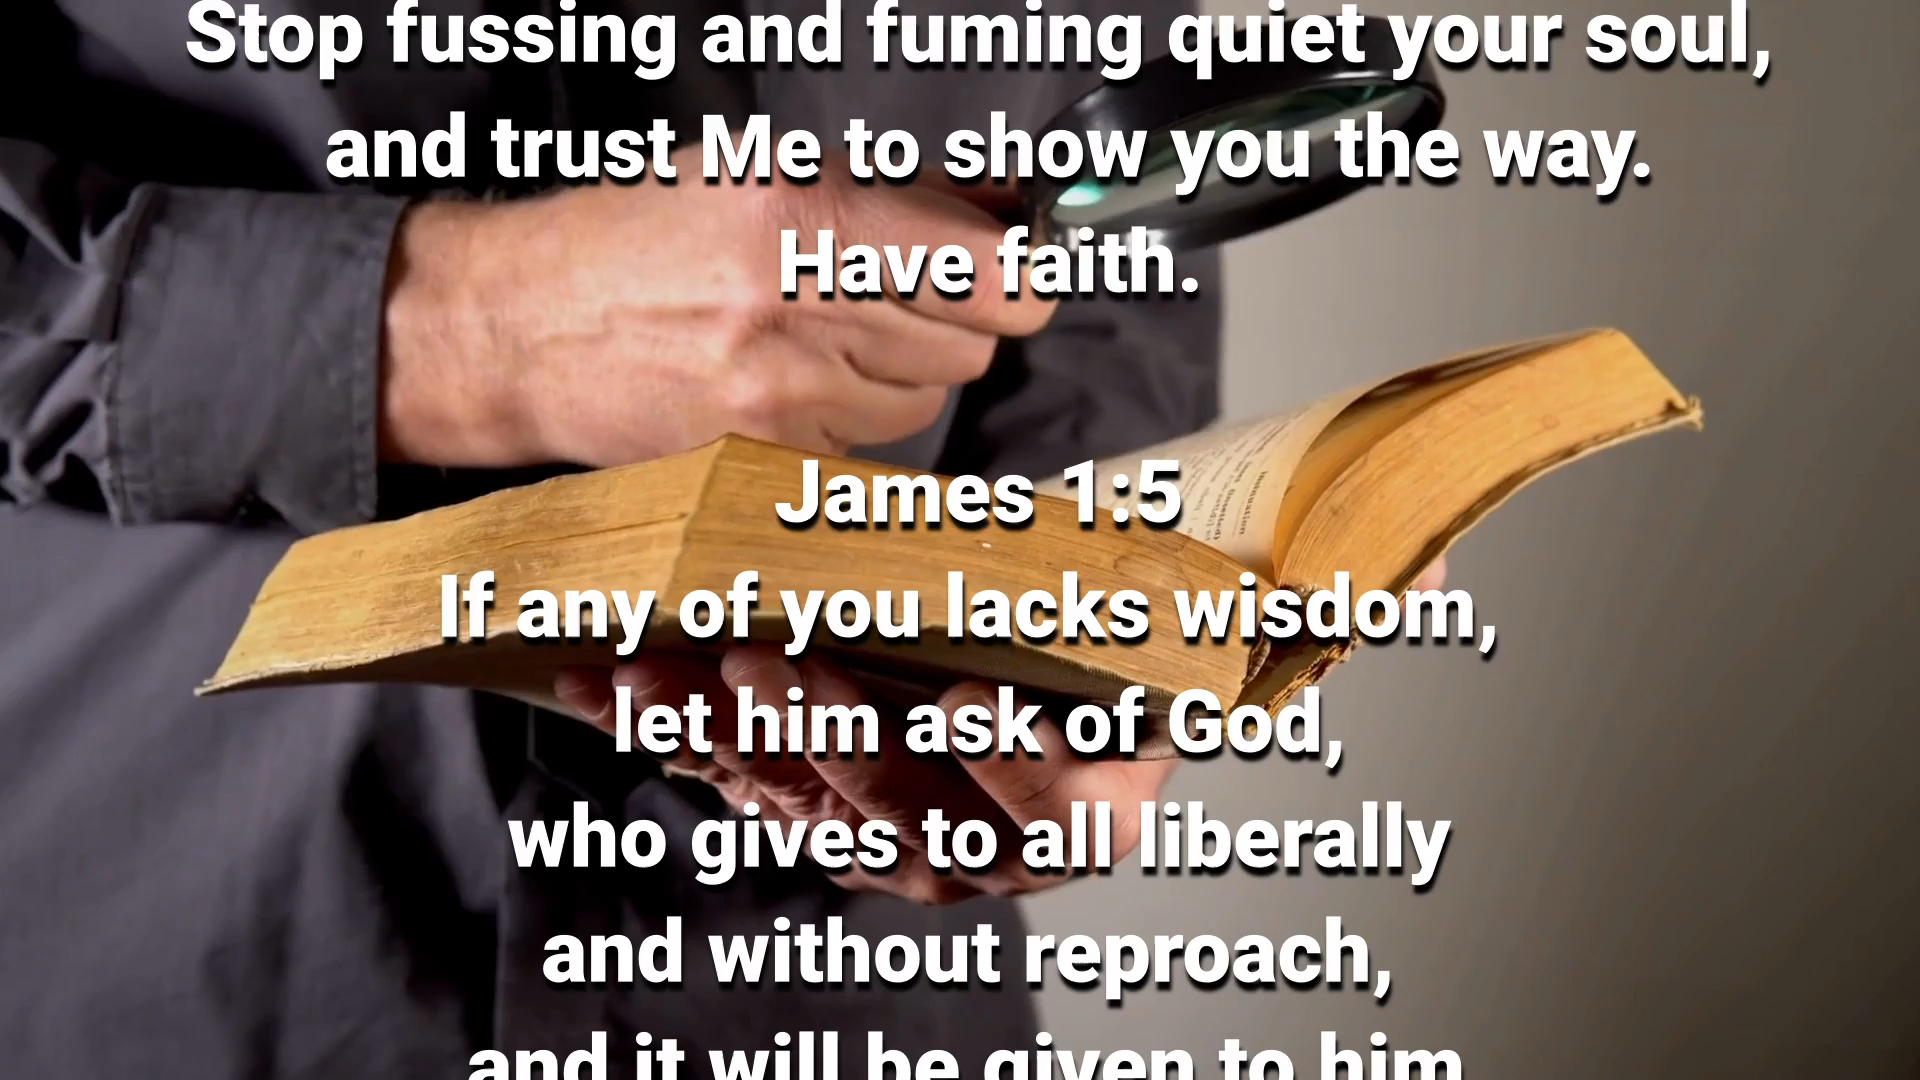 Stop fussing and fuming quiet your soul,
and trust Me to show you the way.
Have faith.
James 1:5
If any of you lacks wisdom,
let him ask of God,
who gives to all liberally
and without reproach,
and it will be given to him